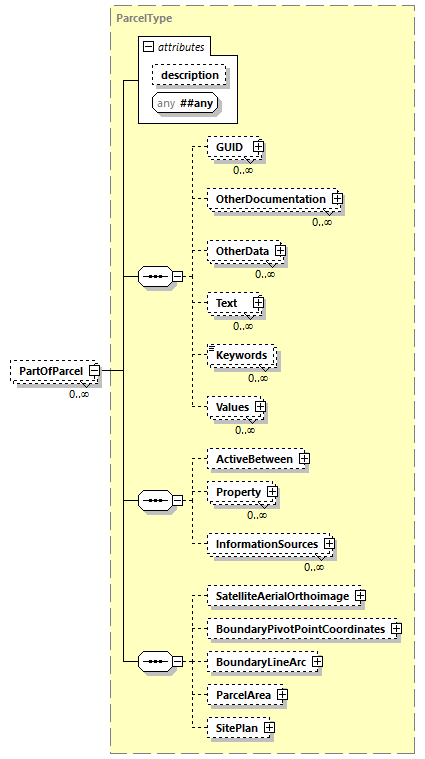 ParcelType
attributes
description
any ##any
GUID
0..∞
OtherDocumentation
0..∞
OtherData
0..∞
Text
0..∞
Keywords
0..∞
Values
0..∞
PartOfParcel
0..∞
ActiveBetween
Property
0..∞
InformationSources
0..∞
SatelliteAerialOrthoimage
BoundaryPivotPointCoordinates
BoundaryLineArc
ParcelArea
SitePlan